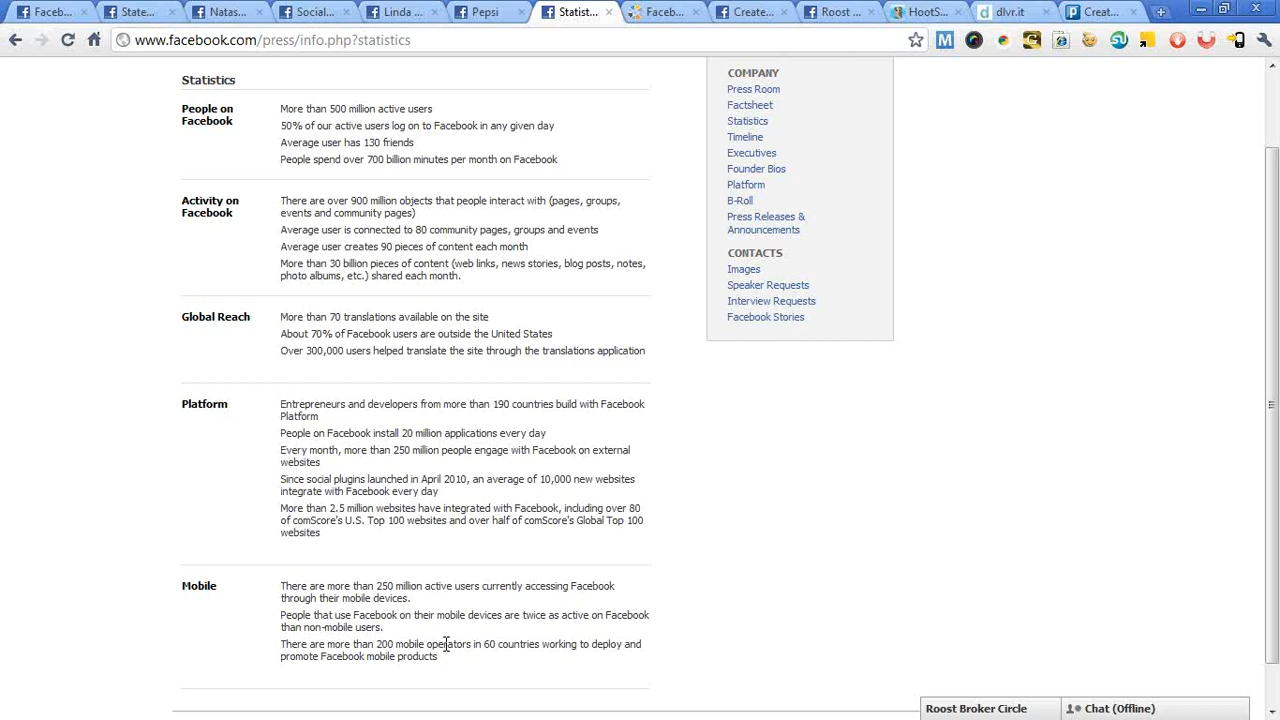 Faceb...
State...
Natas...
Social...
Linda ...
Pepsi
Statist...
Faceb...
Create...
Roost ...
HootS...
dlvr.it
Creat...
www.facebook.com/press/info.php?statistics
Statistics
People on
Facebook
More than 500 million active users
50% of our active users log on to Facebook in any given day
Average user has 130 friends
People spend over 700 billion minutes per month on Facebook
Activity on
Facebook
There are over 900 million objects that people interact with (pages, groups,
events and community pages)
Average user is connected to 80 community pages, groups and events
Average user creates 90 pieces of content each month
More than 30 billion pieces of content (web links, news stories, blog posts, notes,
photo albums, etc.) shared each month.
Global Reach
More than 70 translations available on the site
About 70% of Facebook users are outside the United States
Over 300,000 users helped translate the site through the translations application
Platform
Entrepreneurs and developers from more than 190 countries build with Facebook
Platform
People on Facebook install 20 million applications every day
Every month, more than 250 million people engage with Facebook on external
websites
Since social plugins launched in April 2010, an average of 10,000 new websites
integrate with Facebook every day
More than 2.5 million websites have integrated with Facebook, including over 80
of comScore's U.S. Top 100 websites and over half of comScore's Global Top 100
websites
Mobile
There are more than 250 million active users currently accessing Facebook
through their mobile devices.
People that use Facebook on their mobile devices are twice as active on Facebook
than non-mobile users.
There are more than 200 mobile operators in 60 countries working to deploy and
promote Facebook mobile products
COMPANY
Press Room
Factsheet
Statistics
Timeline
Executives
Founder Bios
Platform
B-Roll
Press Releases &
Announcements
CONTACTS
Images
Speaker Requests
Interview Requests
Facebook Stories
Roost Broker Circle
Chat (Offline)